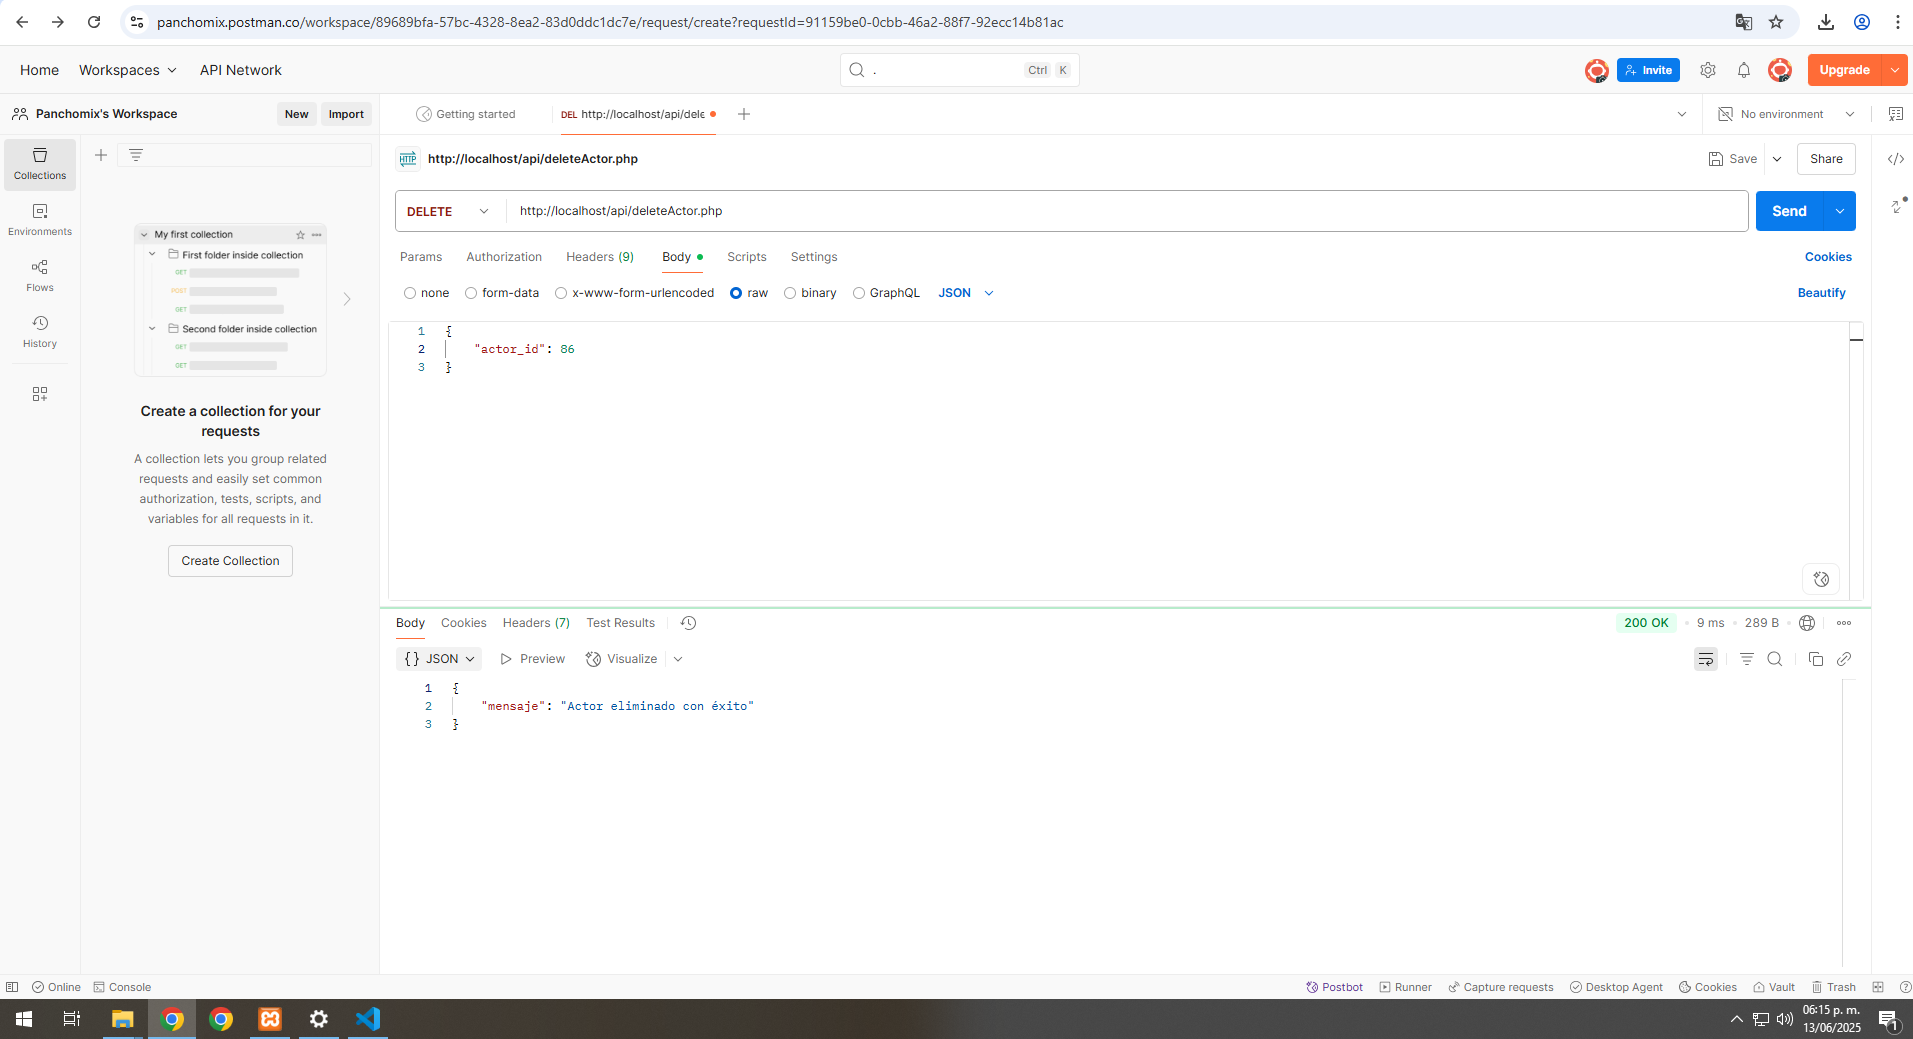 panchomix.postman.co/workspace/89689bfa-57bc-4328-8ea2-83d0ddc1dc7e/request/create?requestId=91159be0-0cbb-46a2-88f7-92ecc14b81ac
Home Workspaces API Network . Ctrl K Invite Upgrade
Panchomix's Workspace New Import Getting started DEL http://localhost/api/dele No environment
Collections
Environments
Flows
History
My first collection
First folder inside collection
GET
POST
GET
Second folder inside collection
GET
GET
Create a collection for your
requests
A collection lets you group related
requests and easily set common
authorization, tests, scripts, and
variables for all requests in it.
Create Collection
HTTP http://localhost/api/deleteActor.php Save Share
DELETE http://localhost/api/deleteActor.php Send
Params Authorization Headers (9) Body Scripts Settings Cookies
none form-data x-www-form-urlencoded raw binary GraphQL JSON Beautify
1 {
2 "actor_id": 86
3 }
Body Cookies Headers (7) Test Results 200 OK 9 ms 289 B
{} JSON Preview Visualize
1 {
2 "mensaje": "Actor eliminado con éxito"
3 }
Online Console Postbot Runner Capture requests Desktop Agent Cookies Vault Trash
06:15 p. m.
13/06/2025
1